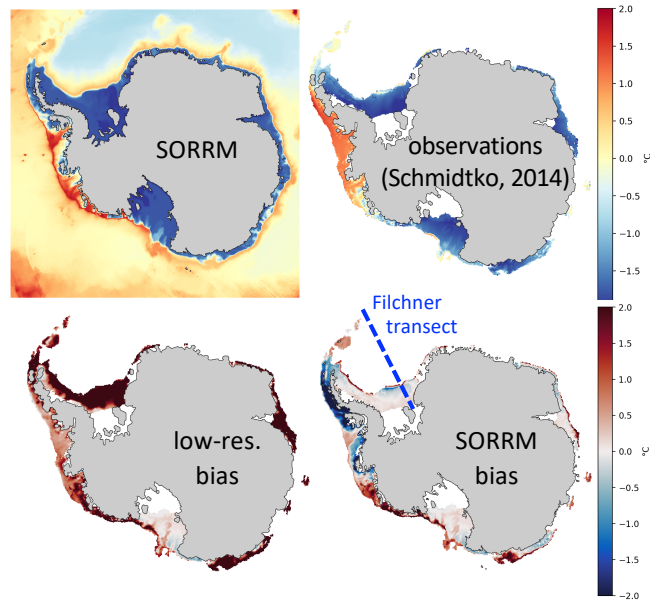 SORRM
observations
(Schmidtko, 2014)
2.0
1.5
1.0
0.5
0.0
−0.5
−1.0
−1.5
°C
Filchner
transect
low-res.
bias
SORRM
bias
2.0
1.5
1.0
0.5
0.0
−0.5
−1.0
−1.5
−2.0
°C